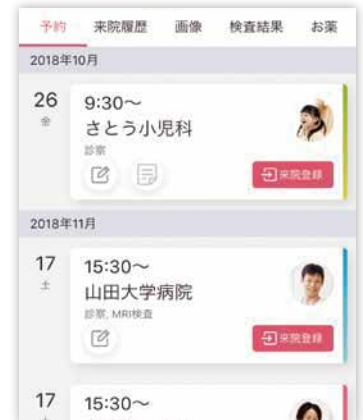 予約 来院履歴 画像 検査結果 お薬
2018年10月
26 9:30～
金 さとう小児科
診察
来院登録
2018年11月
17 15:30～
土 山田大学病院
診察, MRI検査
来院登録
17 15:30～